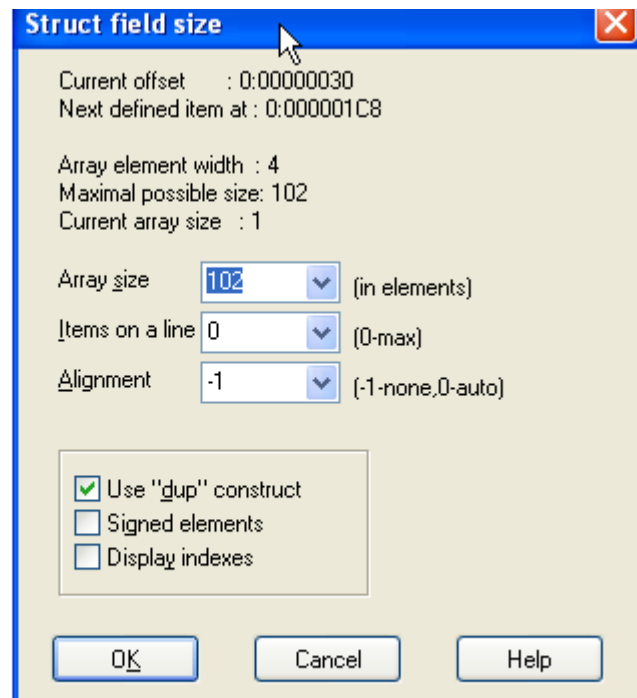 Struct field size
Current offset : 0:00000030
Next defined item at : 0:000001C8
Array element width : 4
Maximal possible size: 102
Current array size : 1
Array size 102 (in elements)
Items on a line 0 (0-max)
Alignment -1 (-1-none,0-auto)
Use "dup" construct
Signed elements
Display indexes
OK Cancel Help